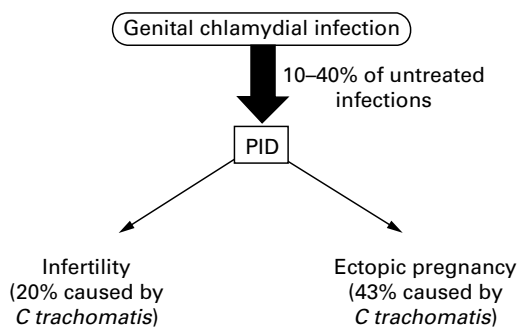 Genital chlamydial infection
10–40% of untreated
infections
PID
Infertility
(20% caused by
C trachomatis)
Ectopic pregnancy
(43% caused by
C trachomatis)